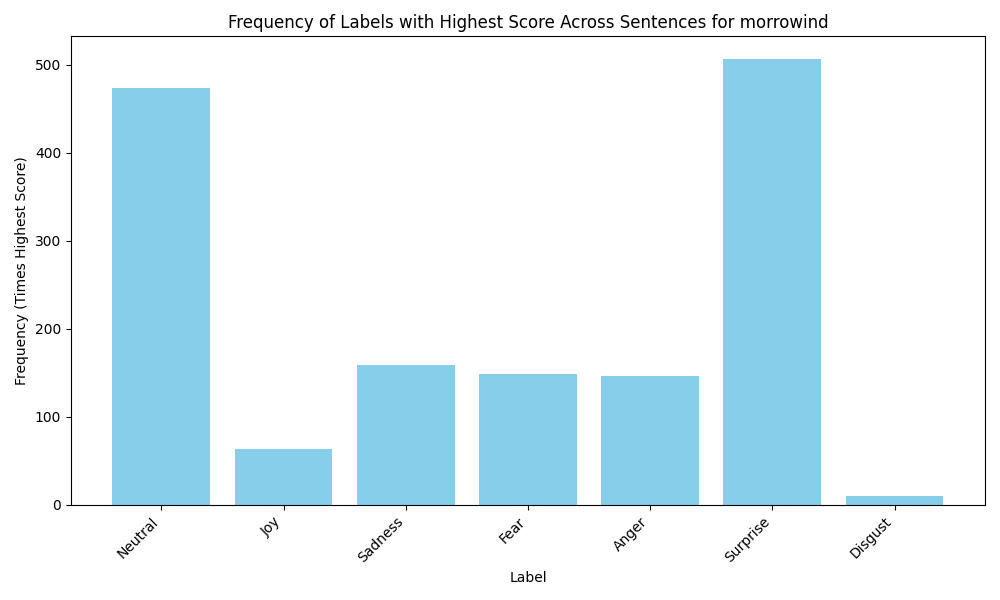 Frequency of Labels with Highest Score Across Sentences for morrowind
Frequency (Times Highest Score)
500
400
300
200
100
0
Neutral
Joy
Sadness
Fear
Anger
Surprise
Disgust
Label